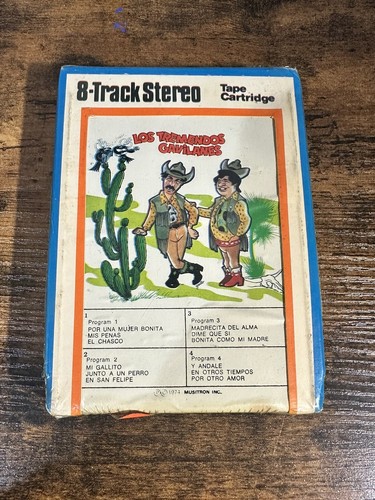 8-Track Stereo
Tape
Cartridge
LOS TREMENDOS
GAVILANES
1
Program 1
POR UNA MUJER BONITA
MIS PENAS
EL CHASCO
3
Program 3
MADRECITA DEL ALMA
DIME QUE SI
BONITA COMO MI MADRE
2
Program 2
MI GALLITO
JUNTO A UN PERRO
EN SAN FELIPE
4
Program 4
Y ANDALE
EN OTROS TIEMPOS
POR OTRO AMOR
1974 MUSITRON INC.